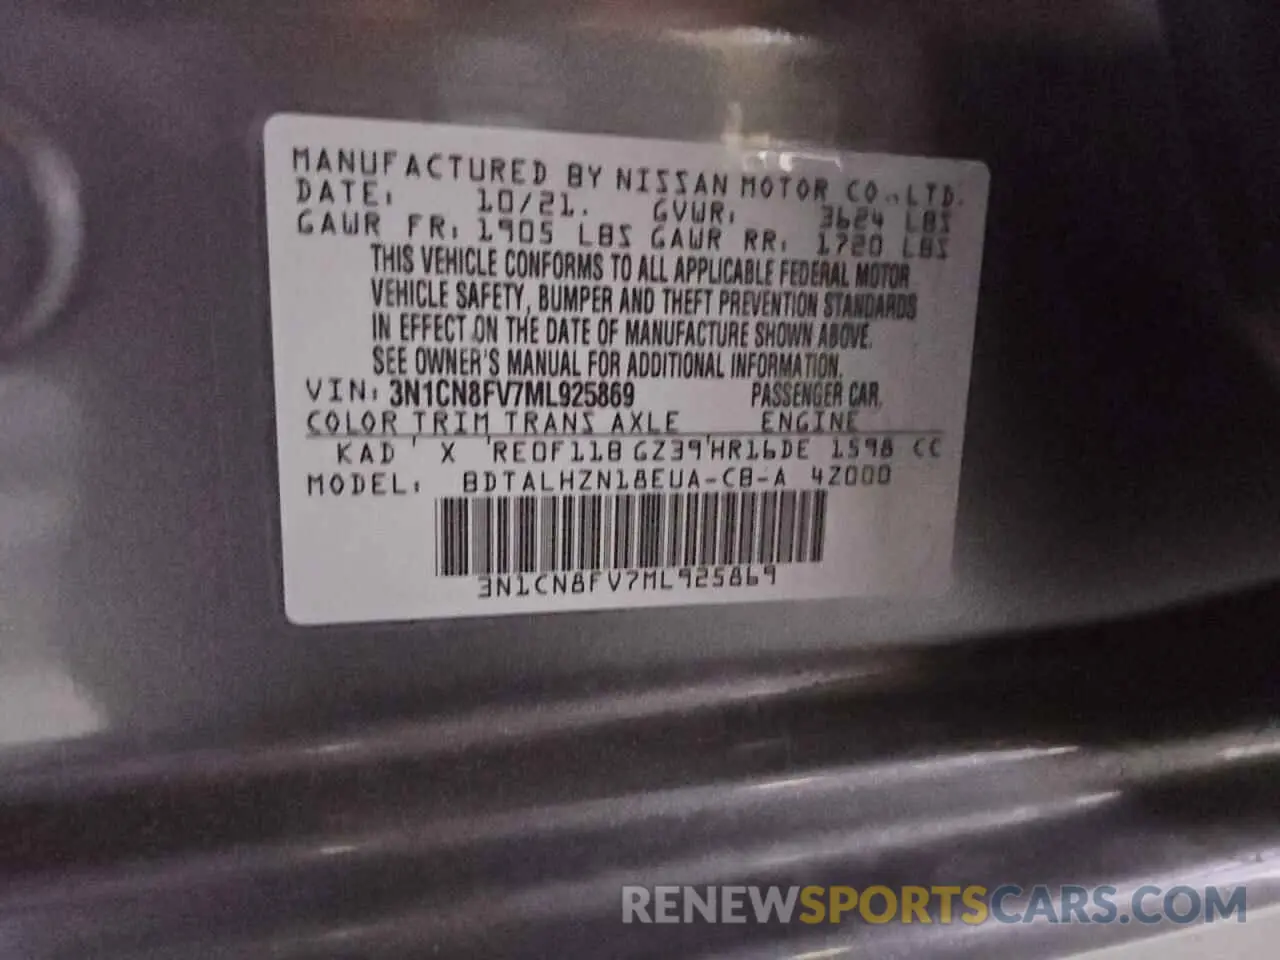 MANUFACTURED BY NISSAN MOTOR CO., LTD.
DATE: 10/21. GVWR: 3624 LBS
GAWR FR: 1905 LBS GAWR RR: 1720 LBS
THIS VEHICLE CONFORMS TO ALL APPLICABLE FEDERAL MOTOR
VEHICLE SAFETY, BUMPER AND THEFT PREVENTION STANDARDS
IN EFFECT ON THE DATE OF MANUFACTURE SHOWN ABOVE.
SEE OWNER'S MANUAL FOR ADDITIONAL INFORMATION.
VIN: 3N1CN8FV7ML925869 PASSENGER CAR.
COLOR TRIM TRANS AXLE ENGINE
KAD X RE0F11B GZ39 HR16DE 1598 CC
MODEL: BDTALHZN18EUA-CB-A 4Z000
3N1CN8FV7ML925869
RENEWSPORTSCARS.COM